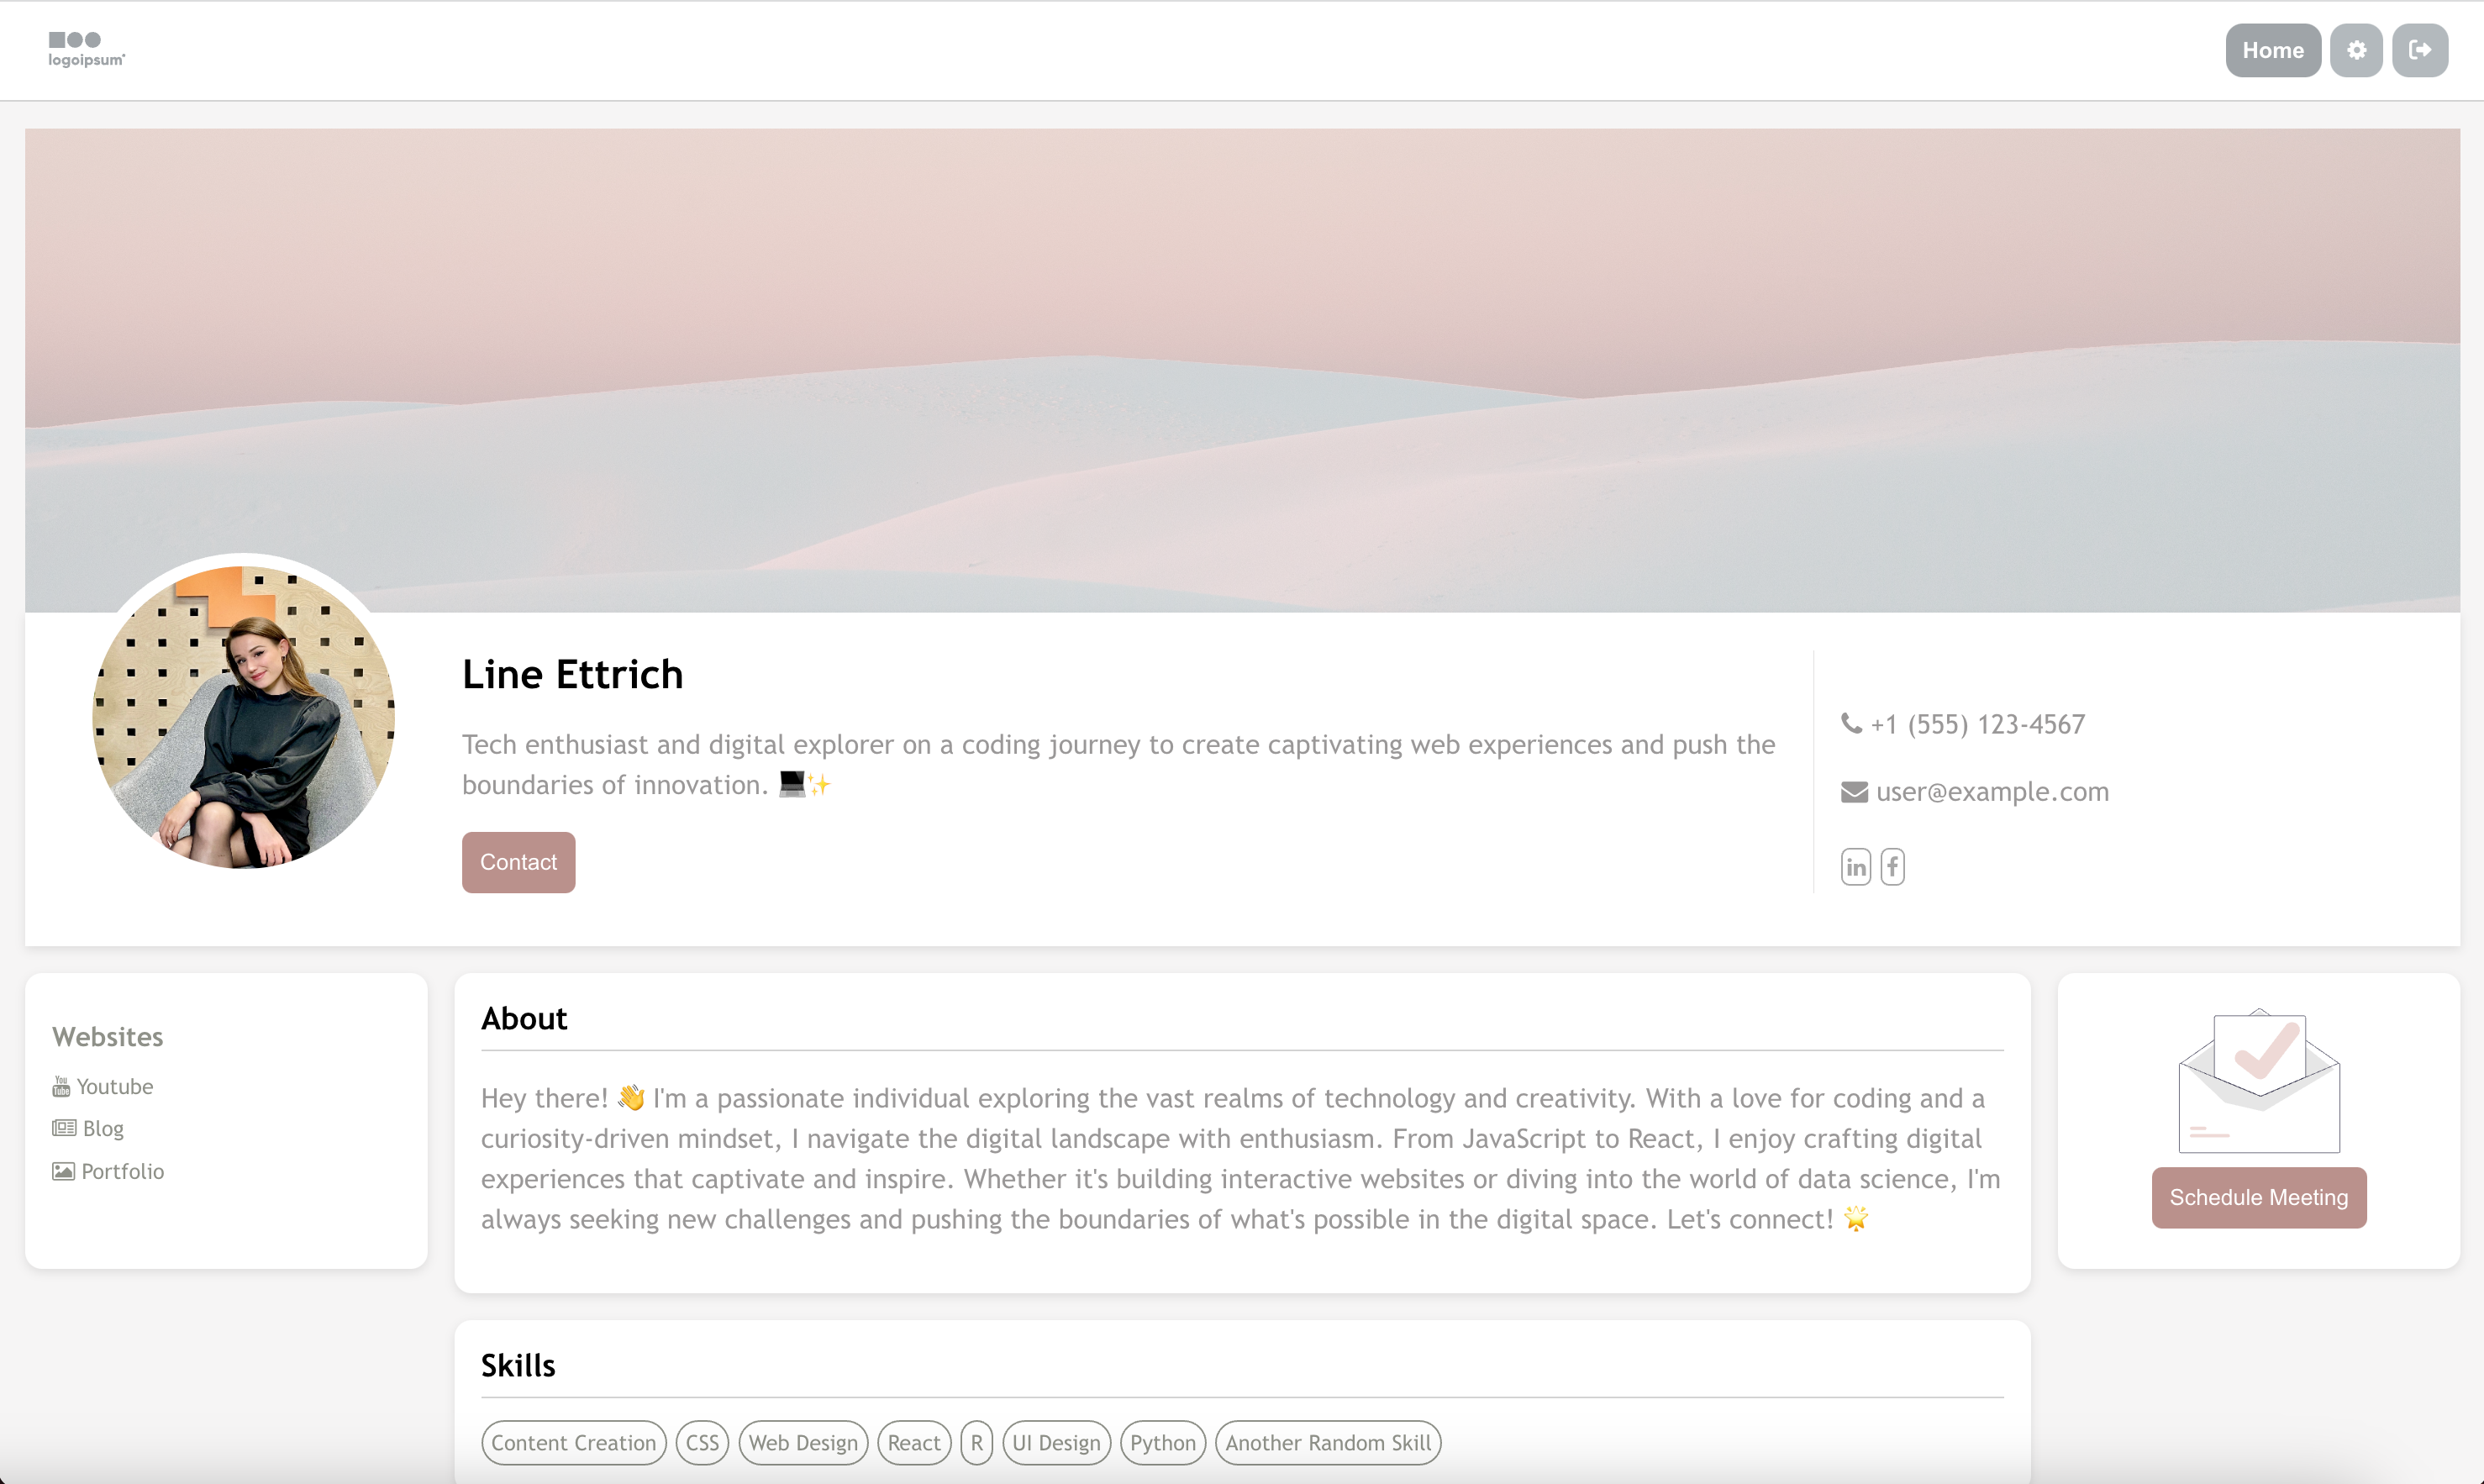 logoipsum
Home
Line Ettrich
Tech enthusiast and digital explorer on a coding journey to create captivating web experiences and push the
boundaries of innovation. 💻✨
Contact
+1 (555) 123-4567
user@example.com
in f
Websites
You Tube Youtube
Blog
Portfolio
About
Hey there! 👋 I'm a passionate individual exploring the vast realms of technology and creativity. With a love for coding and a
curiosity-driven mindset, I navigate the digital landscape with enthusiasm. From JavaScript to React, I enjoy crafting digital
experiences that captivate and inspire. Whether it's building interactive websites or diving into the world of data science, I'm
always seeking new challenges and pushing the boundaries of what's possible in the digital space. Let's connect! 🌟
Schedule Meeting
Skills
Content Creation CSS Web Design React R UI Design Python Another Random Skill